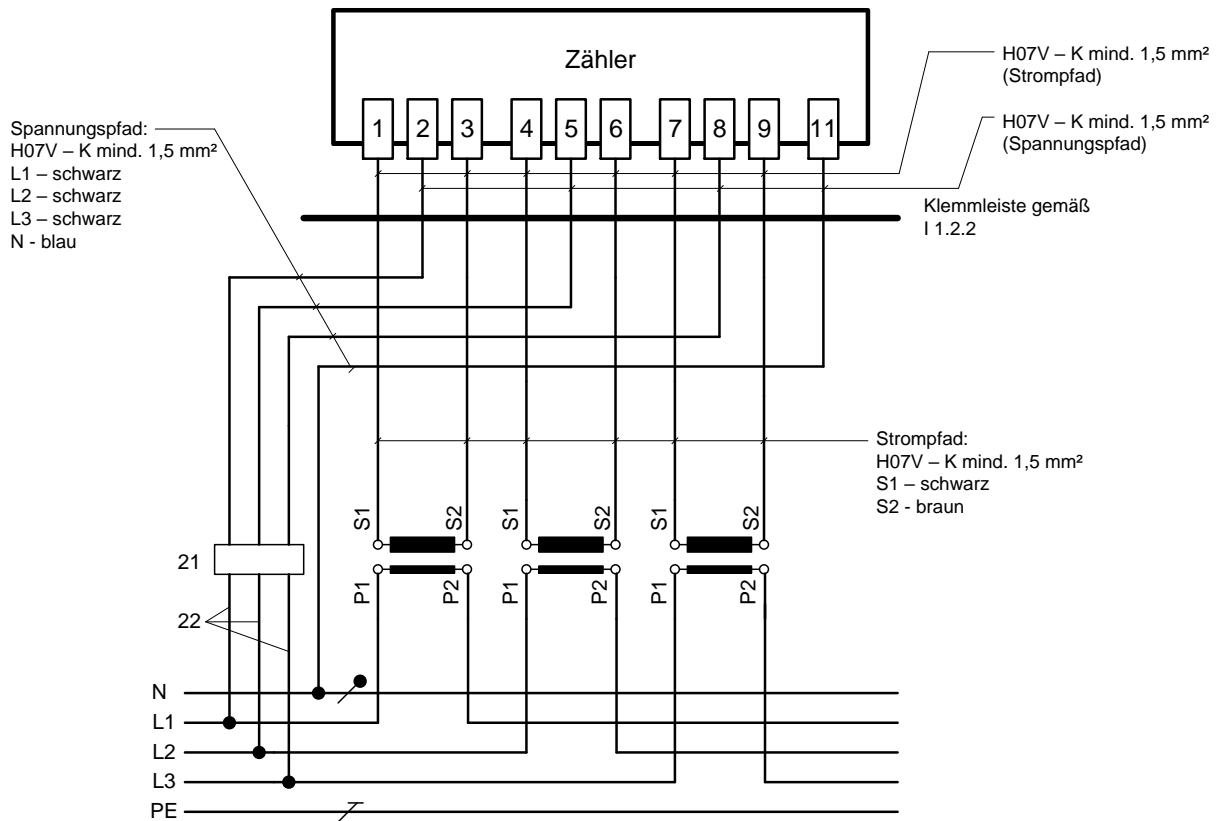 Zähler
1 2 3 4 5 6 7 8 9 11
H07V – K mind. 1,5 mm²
(Strompfad)
H07V – K mind. 1,5 mm²
(Spannungspfad)
Spannungspfad:
H07V – K mind. 1,5 mm²
L1 – schwarz
L2 – schwarz
L3 – schwarz
N - blau
Klemmleiste gemäß
I 1.2.2
Strompfad:
H07V – K mind. 1,5 mm²
S1 – schwarz
S2 - braun
S1 S2 S1 S2 S1 S2
21
P1 P2 P1 P2 P1 P2
22
N
L1
L2
L3
PE